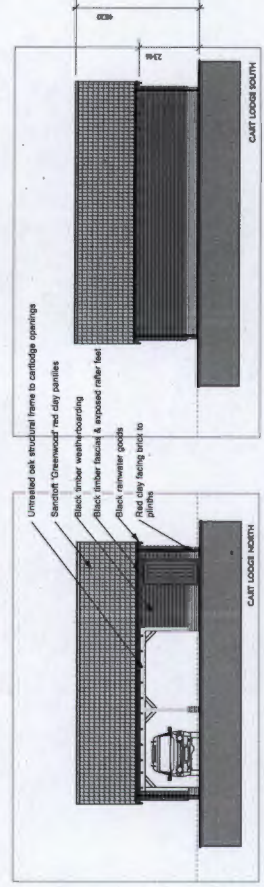 Untreated oak structural frame to cartlodge openings
Sandtoft 'Greenwood' red clay pantiles
Black timber weatherboarding
Black timber fascias & exposed rafter feet
Black rainwater goods
Red clay facing brick to
plinths
CART LODGE NORTH
CART LODGE SOUTH